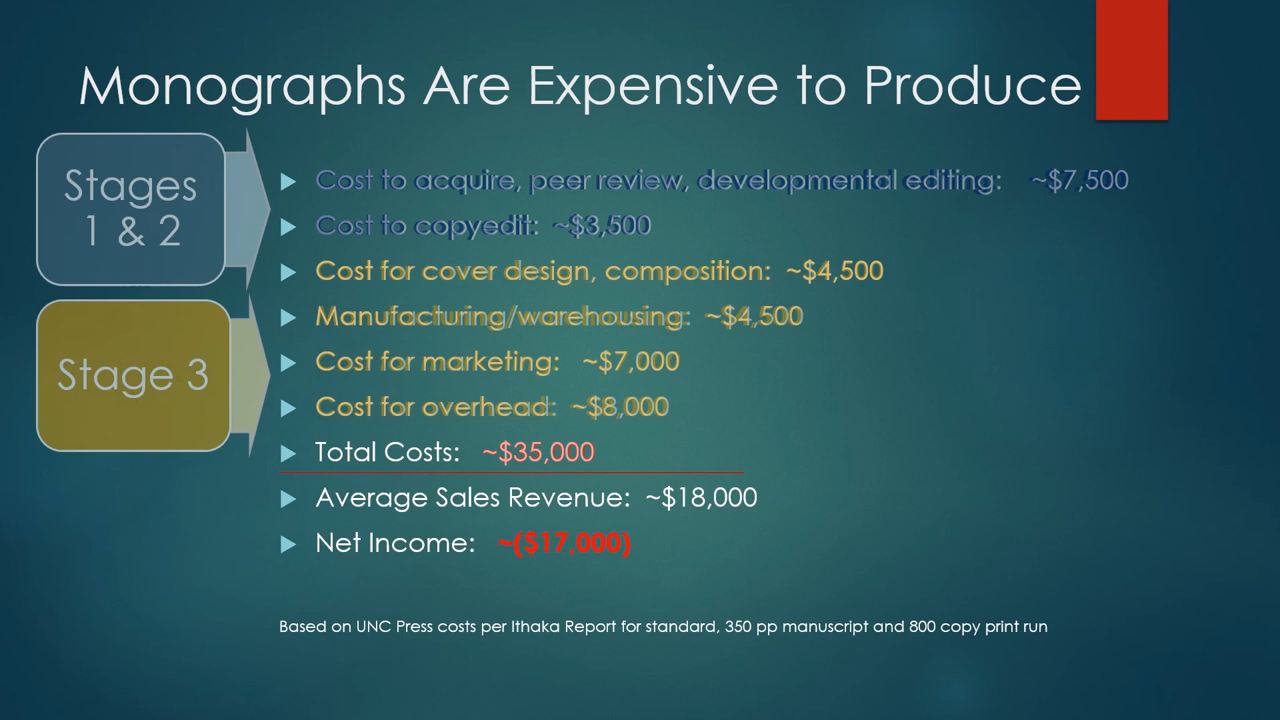 Monographs Are Expensive to Produce
Stages
1 & 2
Cost to acquire, peer review, developmental editing: ~$7,500
Cost to copyedit: ~$3,500
Cost for cover design, composition: ~$4,500
Manufacturing/warehousing: ~$4,500
Stage 3
Cost for marketing: ~$7,000
Cost for overhead: ~$8,000
Total Costs: ~$35,000
Average Sales Revenue: ~$18,000
Net Income: ~($17,000)
Based on UNC Press costs per Ithaka Report for standard, 350 pp manuscript and 800 copy print run